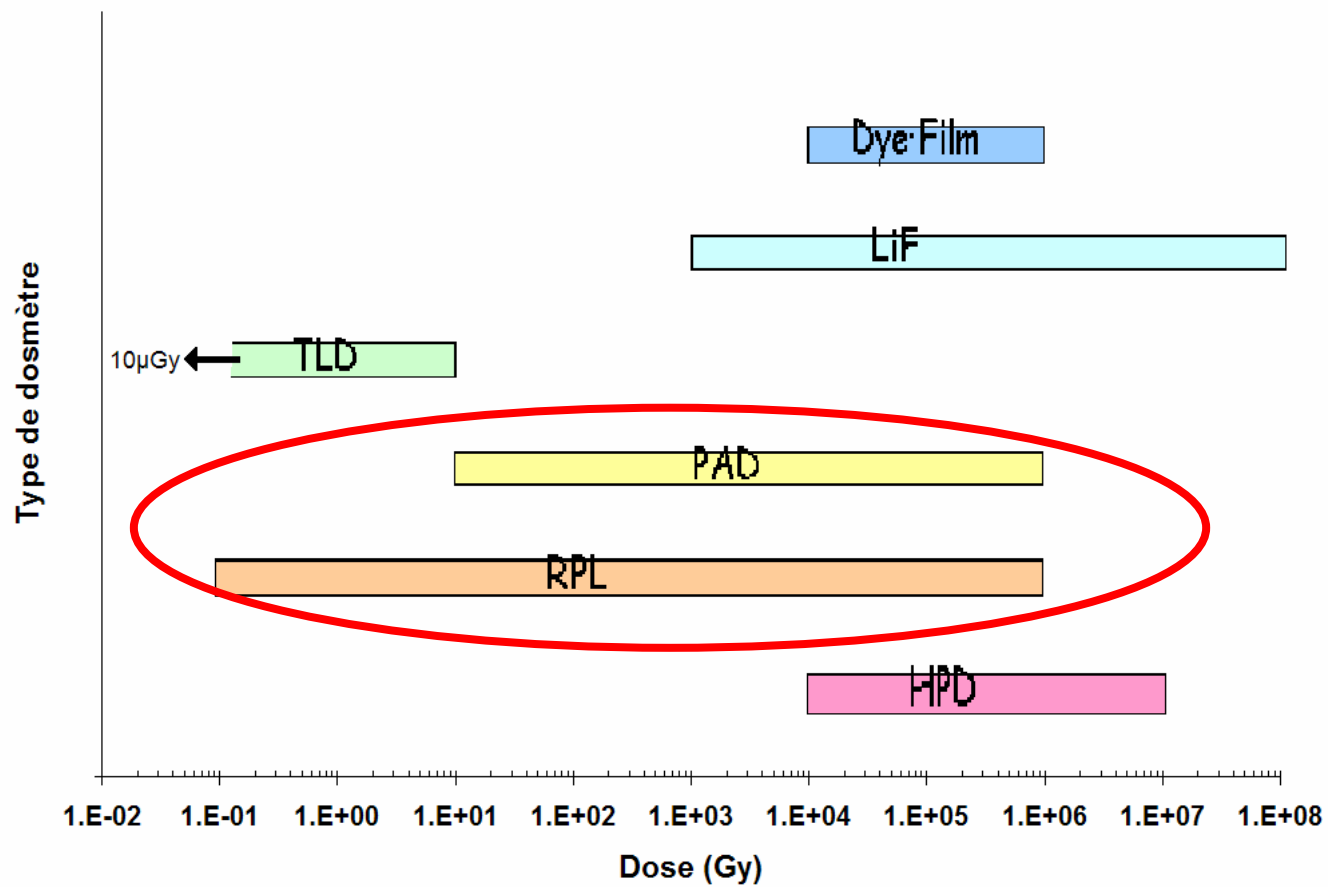 Dye·Film
LiF
10µGy
TLD
PAD
RPL
HPD
Type de dosmètre
1.E-02 1.E-01 1.E+00 1.E+01 1.E+02 1.E+03 1.E+04 1.E+05 1.E+06 1.E+07 1.E+08
Dose (Gy)